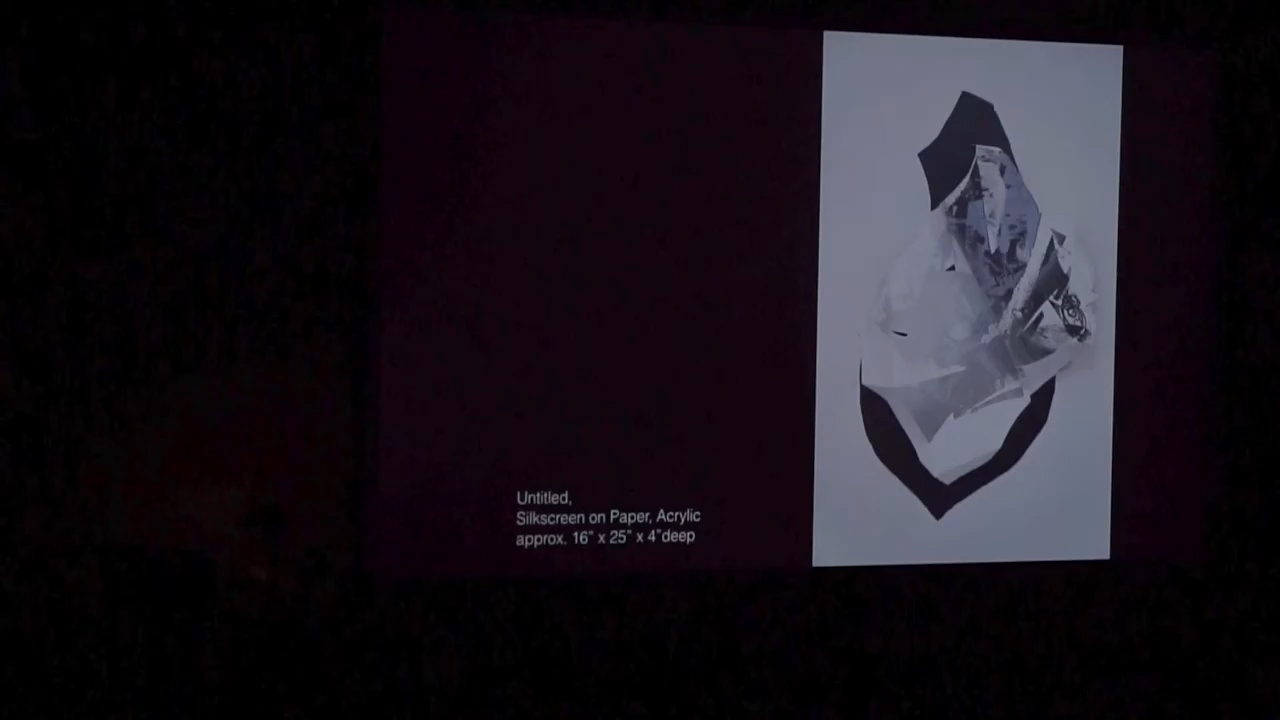 Untitled,
Silkscreen on Paper, Acrylic
approx. 16" x 25" x 4"deep